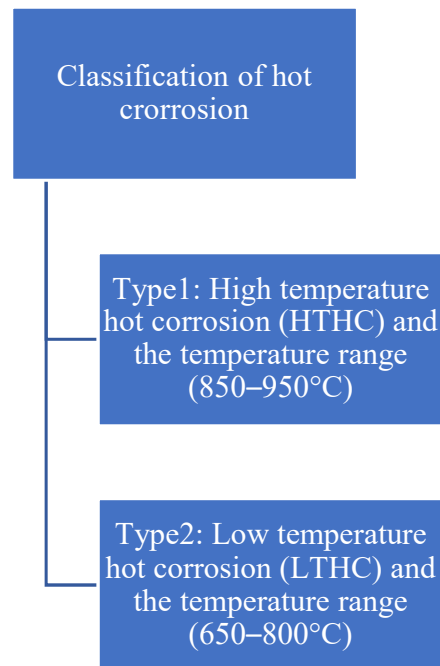 Classification of hot
crorrosion
Type1: High temperature
hot corrosion (HTHC) and
the temperature range
(850–950°C)
Type2: Low temperature
hot corrosion (LTHC) and
the temperature range
(650–800°C)